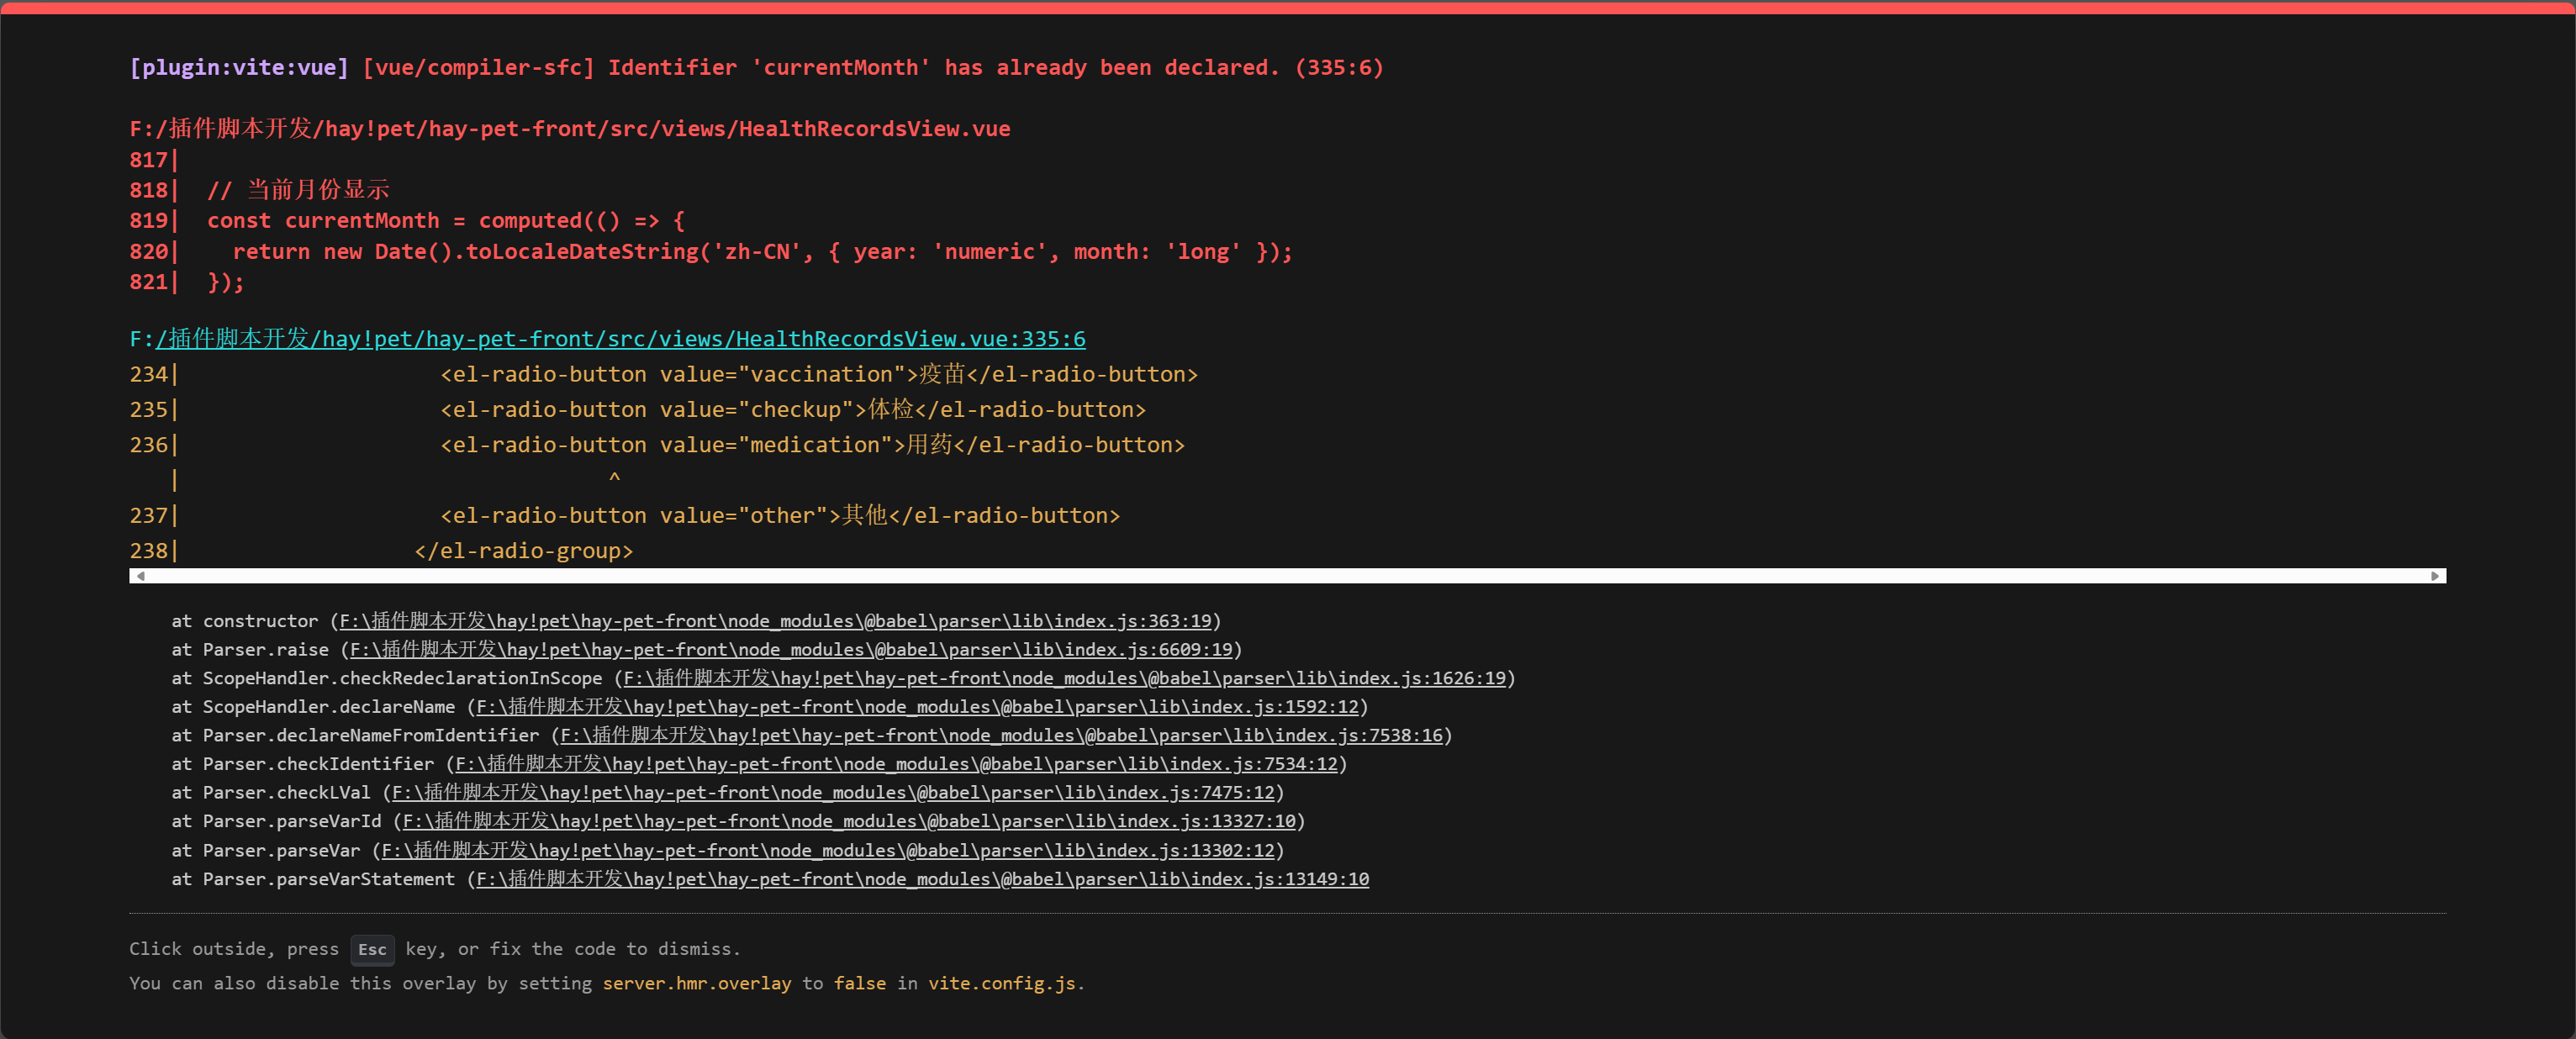 [plugin:vite:vue] [vue/compiler-sfc] Identifier 'currentMonth' has already been declared. (335:6)
F:/插件脚本开发/hay!pet/hay-pet-front/src/views/HealthRecordsView.vue
817|
818|  // 当前月份显示
819|  const currentMonth = computed(() => {
820|    return new Date().toLocaleDateString('zh-CN', { year: 'numeric', month: 'long' });
821|  });
F:/插件脚本开发/hay!pet/hay-pet-front/src/views/HealthRecordsView.vue:335:6
234|                    <el-radio-button value="vaccination">疫苗</el-radio-button>
235|                    <el-radio-button value="checkup">体检</el-radio-button>
236|                    <el-radio-button value="medication">用药</el-radio-button>
   |                                 ^
237|                    <el-radio-button value="other">其他</el-radio-button>
238|                  </el-radio-group>
at constructor (F:\插件脚本开发\hay!pet\hay-pet-front\node_modules\@babel\parser\lib\index.js:363:19)
at Parser.raise (F:\插件脚本开发\hay!pet\hay-pet-front\node_modules\@babel\parser\lib\index.js:6609:19)
at ScopeHandler.checkRedeclarationInScope (F:\插件脚本开发\hay!pet\hay-pet-front\node_modules\@babel\parser\lib\index.js:1626:19)
at ScopeHandler.declareName (F:\插件脚本开发\hay!pet\hay-pet-front\node_modules\@babel\parser\lib\index.js:1592:12)
at Parser.declareNameFromIdentifier (F:\插件脚本开发\hay!pet\hay-pet-front\node_modules\@babel\parser\lib\index.js:7538:16)
at Parser.checkIdentifier (F:\插件脚本开发\hay!pet\hay-pet-front\node_modules\@babel\parser\lib\index.js:7534:12)
at Parser.checkLVal (F:\插件脚本开发\hay!pet\hay-pet-front\node_modules\@babel\parser\lib\index.js:7475:12)
at Parser.parseVarId (F:\插件脚本开发\hay!pet\hay-pet-front\node_modules\@babel\parser\lib\index.js:13327:10)
at Parser.parseVar (F:\插件脚本开发\hay!pet\hay-pet-front\node_modules\@babel\parser\lib\index.js:13302:12)
at Parser.parseVarStatement (F:\插件脚本开发\hay!pet\hay-pet-front\node_modules\@babel\parser\lib\index.js:13149:10
Click outside, press Esc key, or fix the code to dismiss.
You can also disable this overlay by setting server.hmr.overlay to false in vite.config.js.